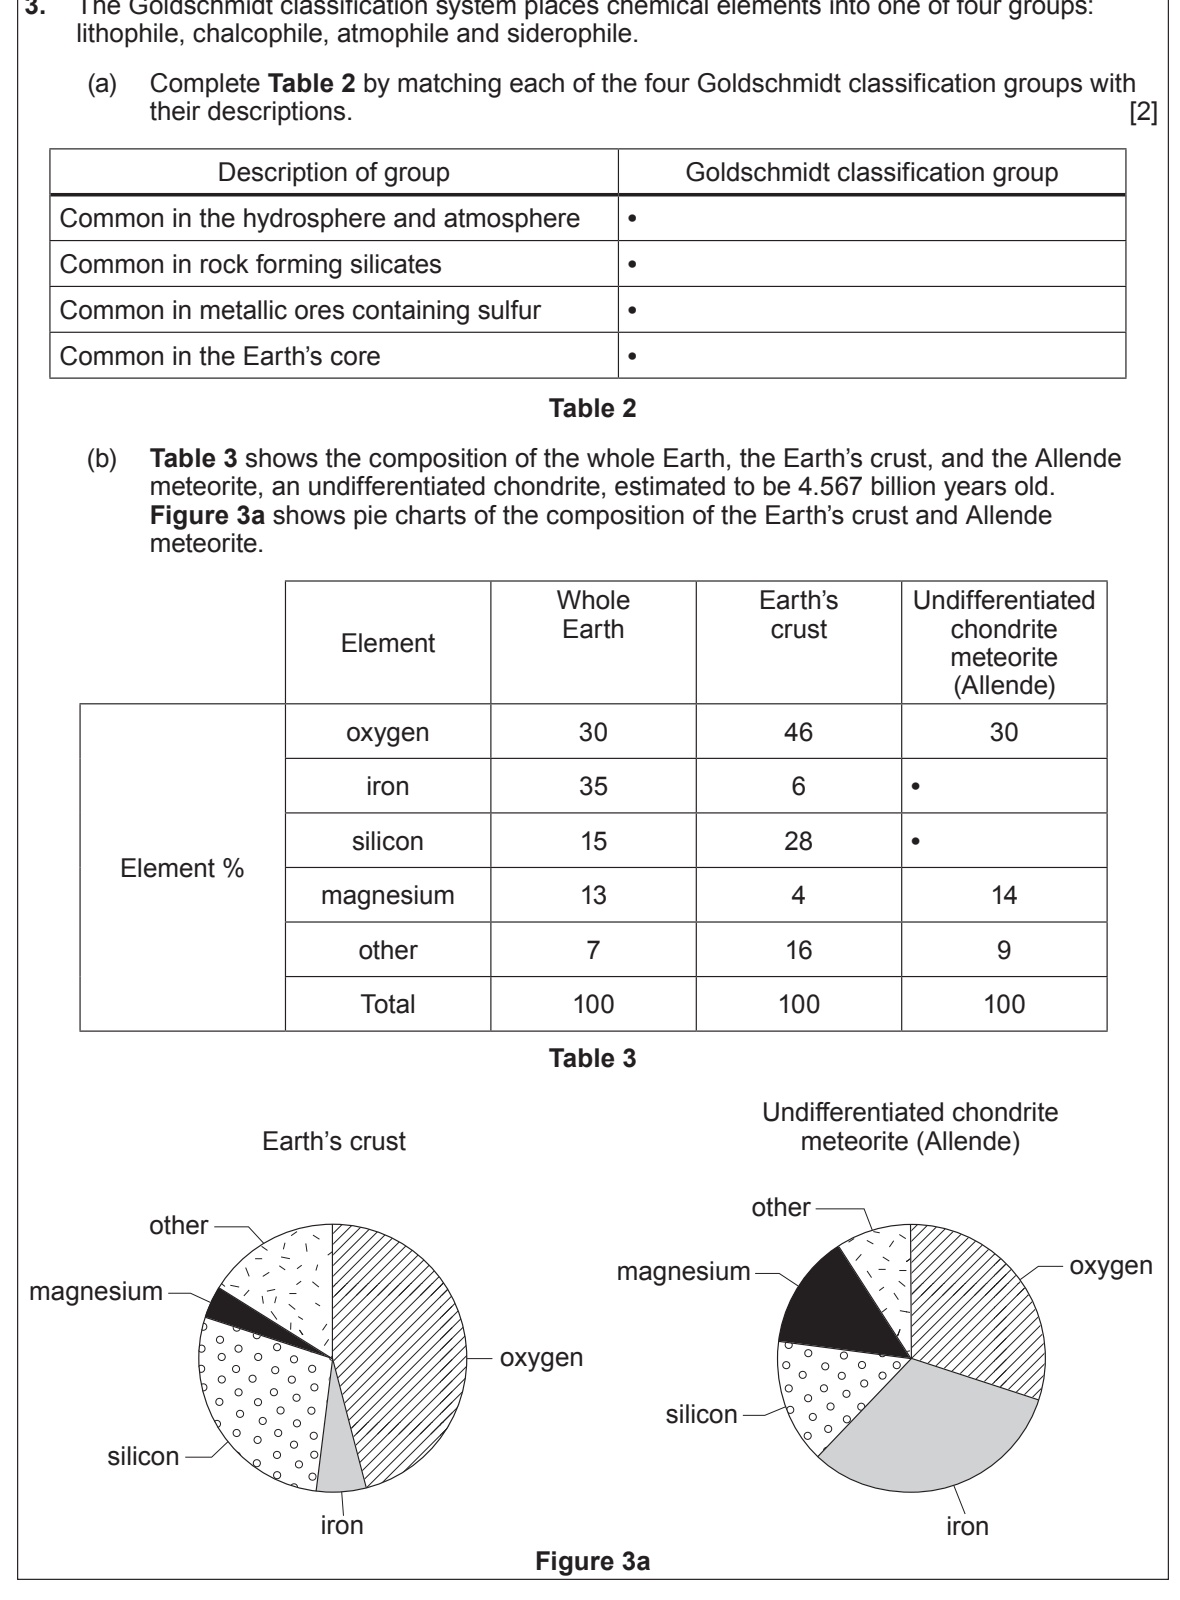 3. The Goldschmidt classification system places chemical elements into one of four groups:
lithophile, chalcophile, atmophile and siderophile.
(a) Complete Table 2 by matching each of the four Goldschmidt classification groups with
their descriptions. [2]
Description of group Goldschmidt classification group
Common in the hydrosphere and atmosphere •
Common in rock forming silicates •
Common in metallic ores containing sulfur •
Common in the Earth's core •
Table 2
(b) Table 3 shows the composition of the whole Earth, the Earth's crust, and the Allende
meteorite, an undifferentiated chondrite, estimated to be 4.567 billion years old.
Figure 3a shows pie charts of the composition of the Earth's crust and Allende
meteorite.
Element
Whole
Earth
Earth's
crust
Undifferentiated
chondrite
meteorite
(Allende)
Element %
oxygen 30 46 30
iron 35 6 •
silicon 15 28 •
magnesium 13 4 14
other 7 16 9
Total 100 100 100
Table 3
Earth's crust
other
magnesium
oxygen
silicon
iron
Undifferentiated chondrite
meteorite (Allende)
other
magnesium
oxygen
silicon
iron
Figure 3a